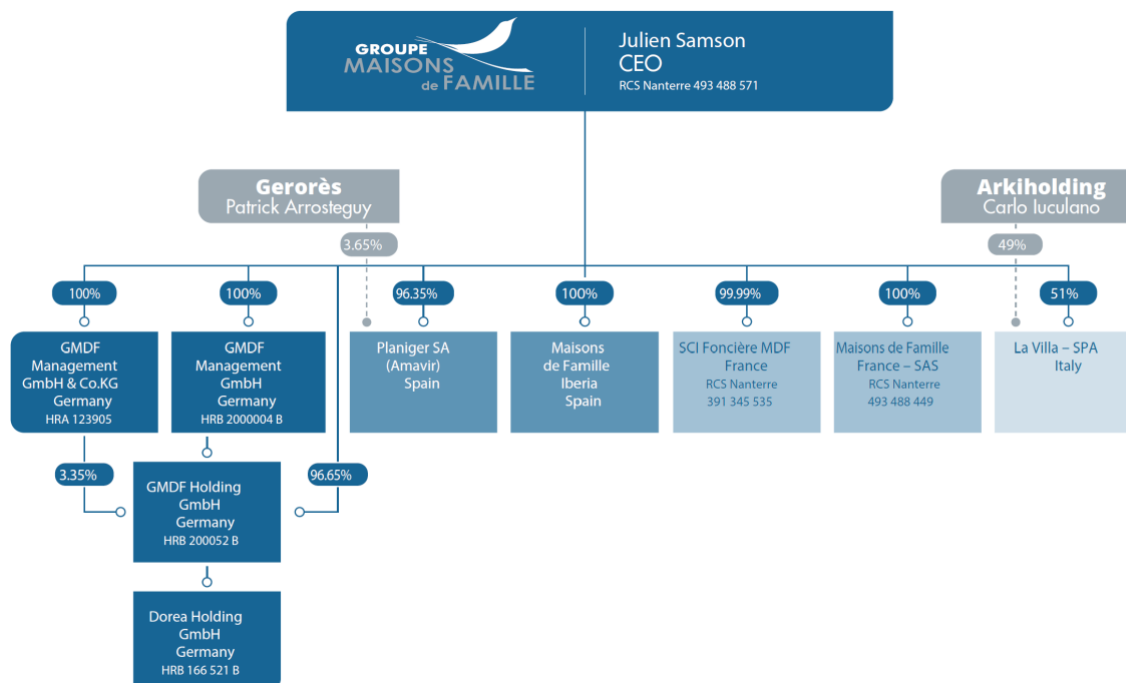 GROUPE
MAISONS
de FAMILLE
Julien Samson
CEO
RCS Nanterre 493 488 571
Gerorès
Patrick Arrosteguy
Arkiholding
Carlo Iuculano
3.65%
49%
100%
100%
96.35%
100%
99.99%
100%
51%
GMDF
Management
GmbH & Co.KG
Germany
HRA 123905
GMDF
Management
GmbH
Germany
HRB 2000004 B
Planiger SA
(Amavir)
Spain
Maisons
de Famille
Iberia
Spain
SCI Foncière MDF
France
RCS Nanterre
391 345 535
Maisons de Famille
France – SAS
RCS Nanterre
493 488 449
La Villa – SPA
Italy
3.35%
96.65%
GMDF Holding
GmbH
Germany
HRB 200052 B
Dorea Holding
GmbH
Germany
HRB 166 521 B